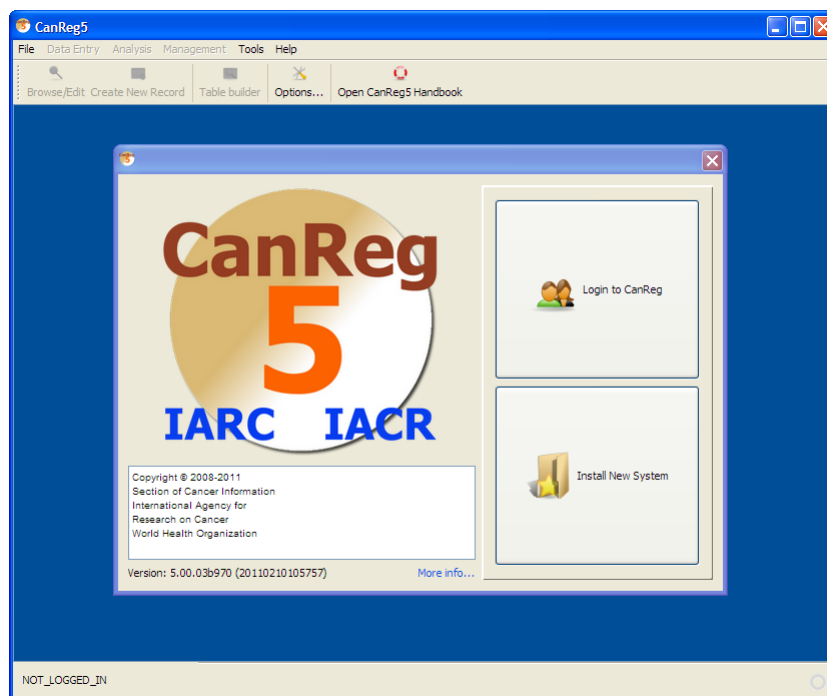 CanReg5
File Data Entry Analysis Management Tools Help
Browse/Edit Create New Record Table builder Options... Open CanReg5 Handbook
5
CanReg
5
IARC IACR
Login to CanReg
Install New System
Copyright © 2008-2011
Section of Cancer Information
International Agency for
Research on Cancer
World Health Organization
Version: 5.00.03b970 (20110210105757) More info...
NOT_LOGGED_IN